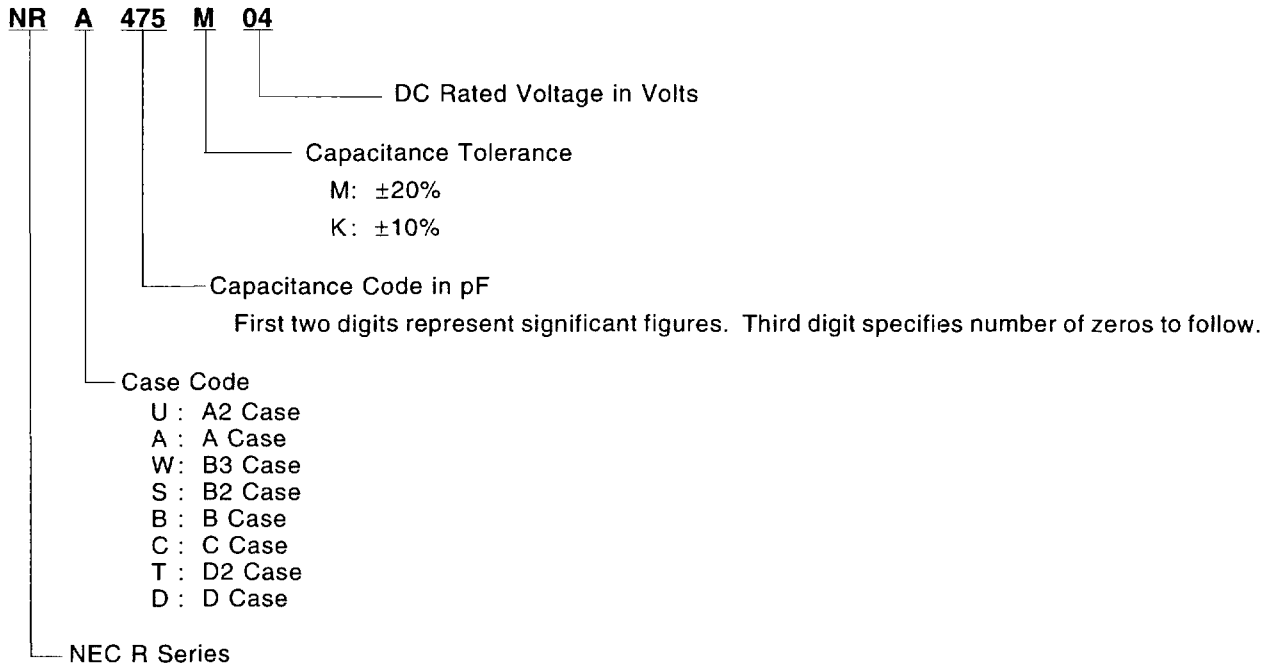 NR A 475 M 04
DC Rated Voltage in Volts
Capacitance Tolerance
M: ±20%
K: ±10%
Capacitance Code in pF
First two digits represent significant figures. Third digit specifies number of zeros to follow.
Case Code
U : A2 Case
A : A Case
W: B3 Case
S : B2 Case
B : B Case
C : C Case
T : D2 Case
D : D Case
NEC R Series